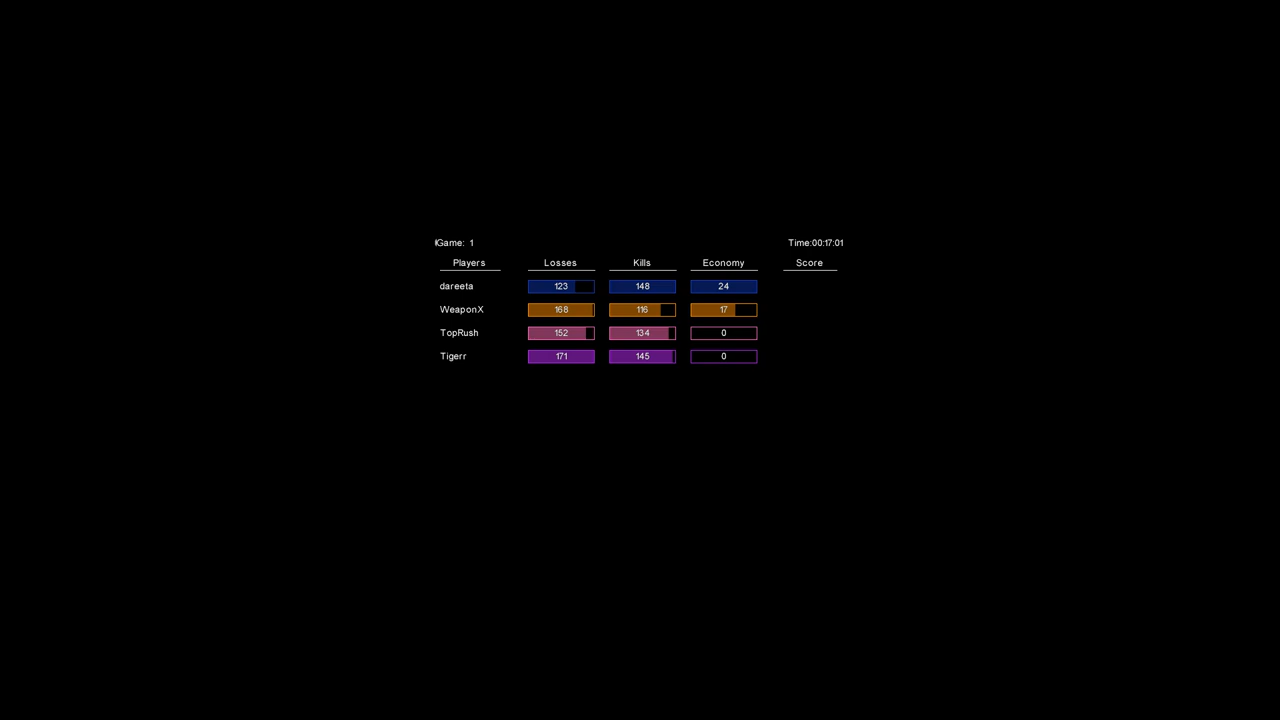 Game: 1 Time:00:17:01
Players Losses Kills Economy Score
dareeta 123 148 24
WeaponX 168 116 17
TopRush 152 134 0
Tigerr 171 145 0